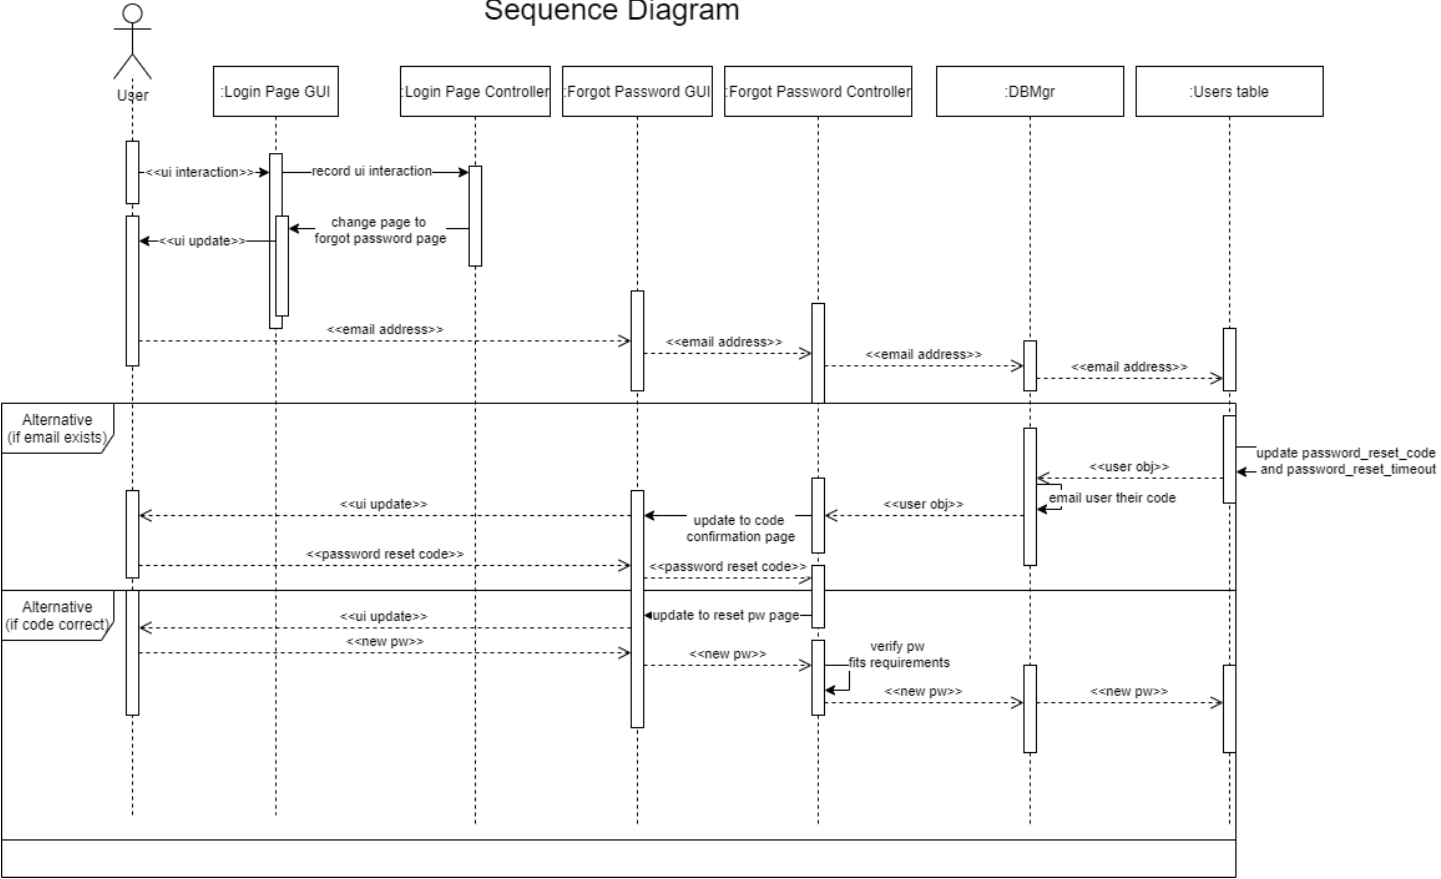 Sequence Diagram
User
:Login Page GUI
:Login Page Controller
:Forgot Password GUI
:Forgot Password Controller
:DBMgr
:Users table
<<ui interaction>>
record ui interaction
change page to
forgot password page
<<ui update>>
<<email address>>
<<email address>>
<<email address>>
<<email address>>
Alternative
(if email exists)
update password_reset_code
and password_reset_timeout
<<user obj>>
email user their code
<<user obj>>
update to code
confirmation page
<<ui update>>
<<password reset code>>
<<password reset code>>
Alternative
(if code correct)
update to reset pw page
<<ui update>>
<<new pw>>
<<new pw>>
verify pw
fits requirements
<<new pw>>
<<new pw>>